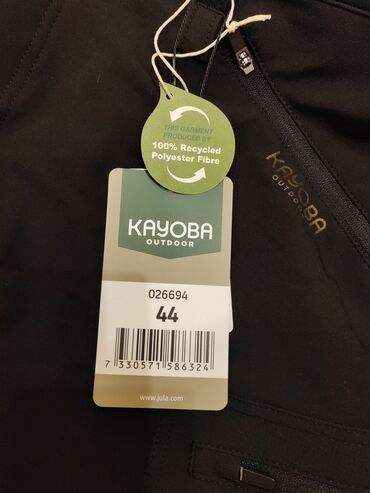 THIS GARMENT
PRODUCED BY
100% Recycled
Polyester Fibre
KAYOBA
OUTDOOR
KAYOBA
OUTDOOR
026694
44
7 330571 586324
www.jula.com